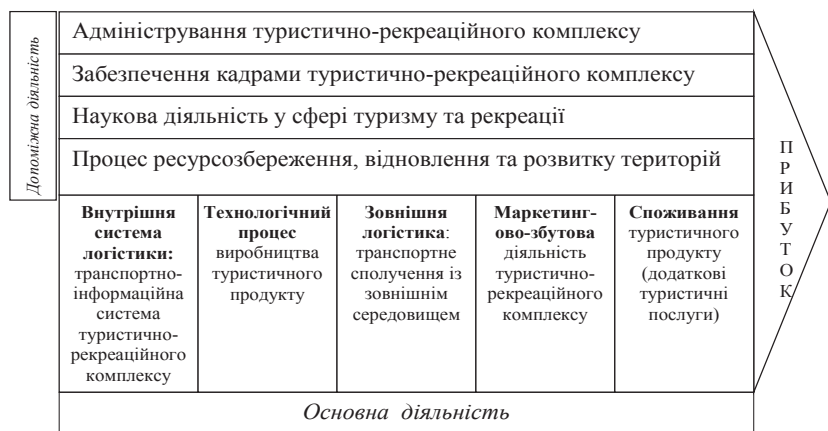 Допоміжна діяльність
Адміністрування туристично-рекреаційного комплексу
Забезпечення кадрами туристично-рекреаційного комплексу
Наукова діяльність у сфері туризму та рекреації
Процес ресурсозбереження, відновлення та розвитку територій
Внутрішня
система
логістики:
транспортно-
інформаційна
система
туристично-
рекреаційного
комплексу
Технологічний
процес
виробництва
туристичного
продукту
Зовнішня
логістика:
транспортне
сполучення із
зовнішнім
середовищем
Маркетинг-
ово-збутова
діяльність
туристично-
рекреаційного
комплексу
Споживання
туристичного
продукту
(додаткові
туристичні
послуги)
ПРИБУТОК
Основна діяльність